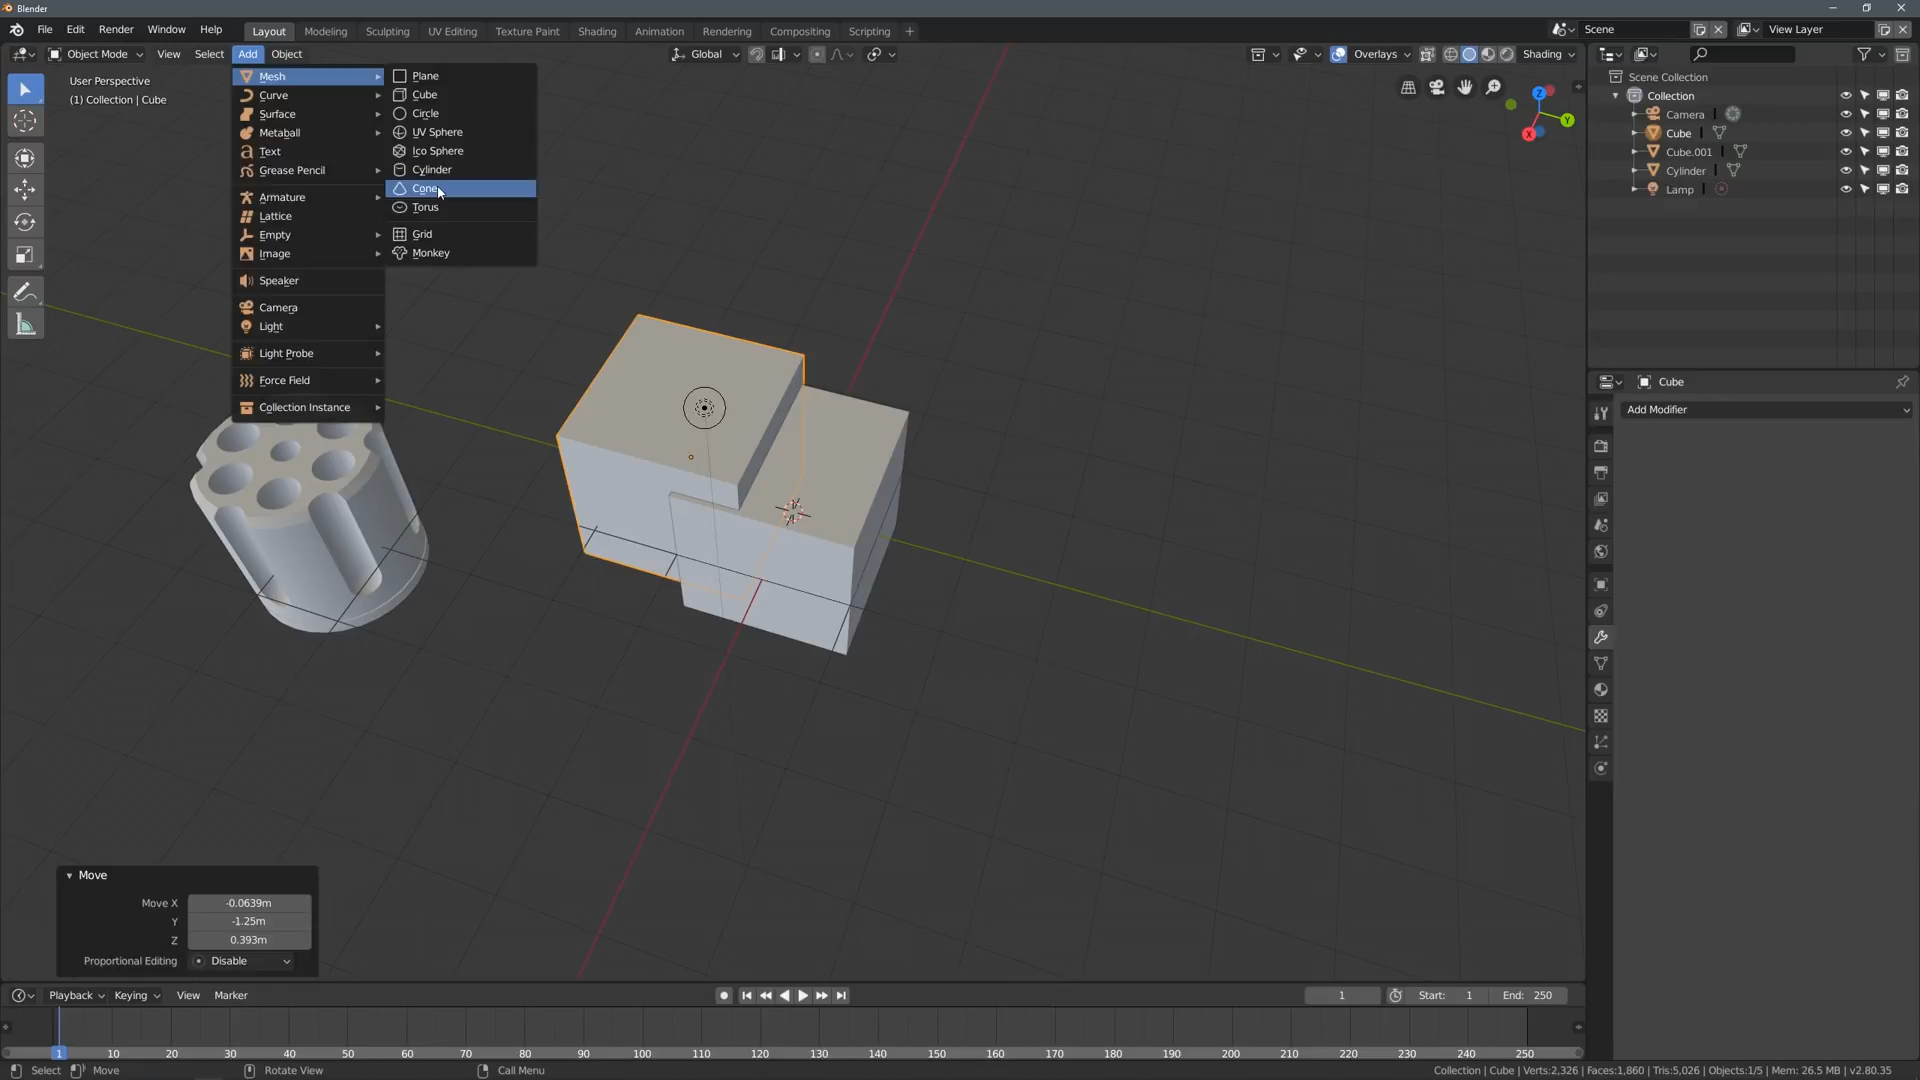 Blender
File Edit Render Window Help Layout Modeling Sculpting UV Editing Texture Paint Shading Animation Rendering Compositing Scripting + Scene View Layer
Object Mode View Select Add Object Global Overlays Shading
User Perspective
(1) Collection | Cube
Mesh
Curve
Surface
Metaball
Text
Grease Pencil
Armature
Lattice
Empty
Image
Speaker
Camera
Light
Light Probe
Force Field
Collection Instance
Plane
Cube
Circle
UV Sphere
Ico Sphere
Cylinder
Cone
Torus
Grid
Monkey
Z
Y
X
Scene Collection
Collection
Camera
Cube
Cube.001
Cylinder
Lamp
Cube
Add Modifier
Move
Move X -0.0639m
Y -1.25m
Z 0.393m
Proportional Editing Disable
Playback Keying View Marker 1 Start: 1 End: 250
1 10 20 30 40 50 60 70 80 90 100 110 120 130 140 150 160 170 180 190 200 210 220 230 240 250
Select Move Rotate View Call Menu Collection | Cube | Verts:2,326 | Faces:1,860 | Tris:5,026 | Objects:1/5 | Mem: 26.5 MB | v2.80.35